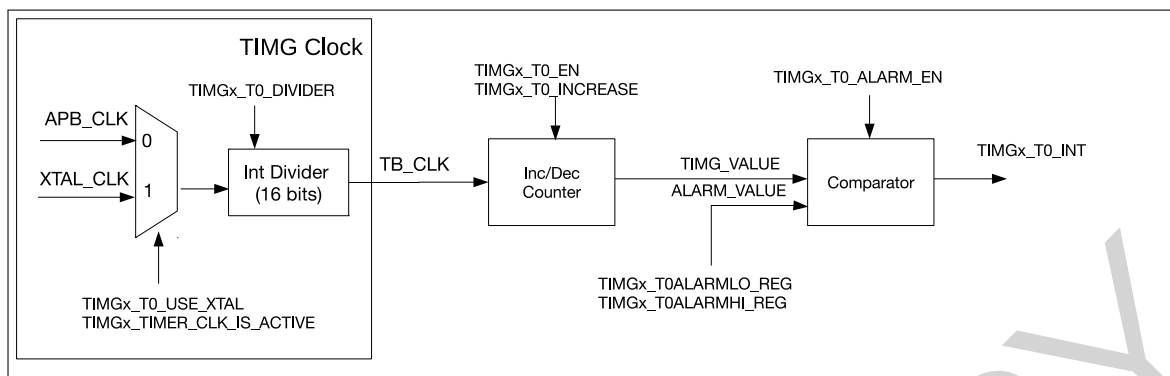 TIMG Clock
TIMGx_T0_DIVIDER
APB_CLK
0
XTAL_CLK
1
Int Divider
(16 bits)
TIMGx_T0_USE_XTAL
TIMGx_TIMER_CLK_IS_ACTIVE
TB_CLK
TIMGx_T0_EN
TIMGx_T0_INCREASE
Inc/Dec
Counter
TIMG_VALUE
ALARM_VALUE
TIMGx_T0ALARMLO_REG
TIMGx_T0ALARMHI_REG
TIMGx_T0_ALARM_EN
Comparator
TIMGx_T0_INT